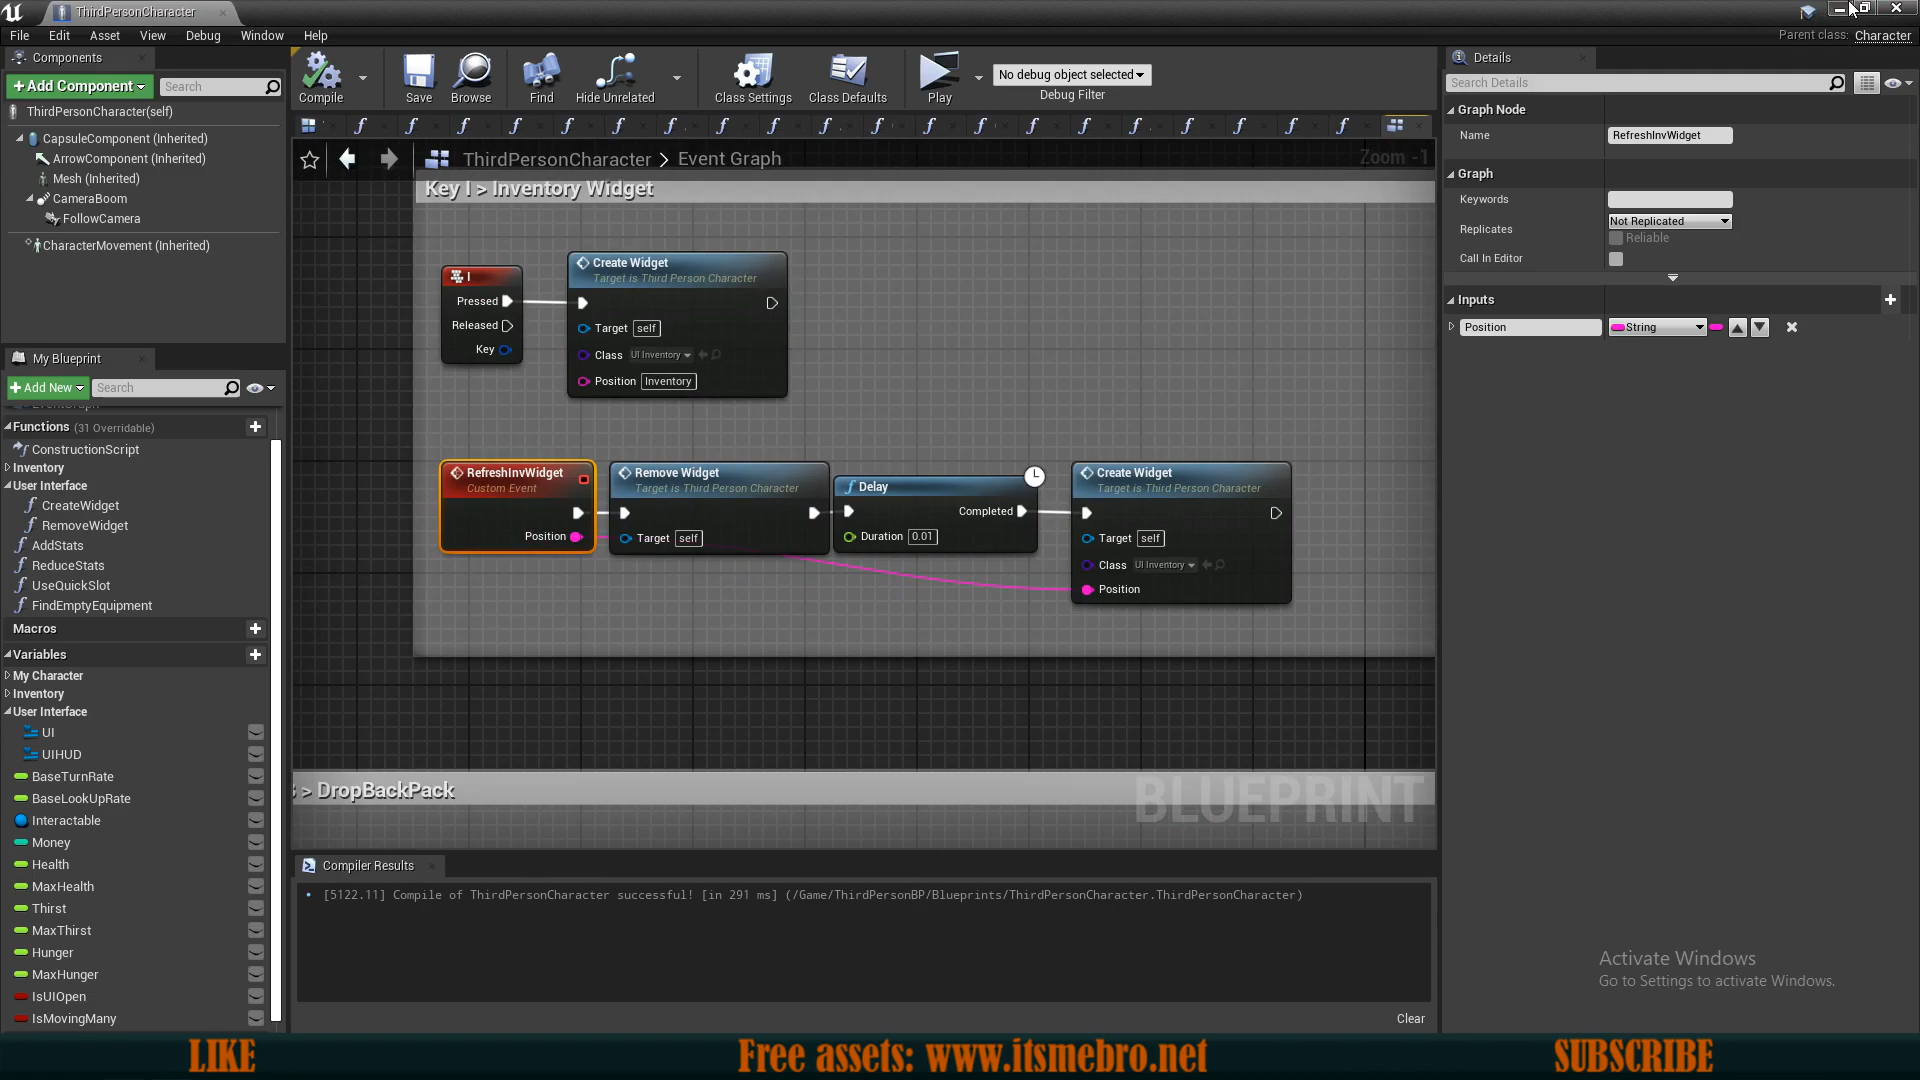 ThirdPersonCharacter
File Edit Asset View Debug Window Help
Parent class: Character
Components
+Add Component
Search
ThirdPersonCharacter(self)
CapsuleComponent (Inherited)
ArrowComponent (Inherited)
Mesh (Inherited)
CameraBoom
FollowCamera
CharacterMovement (Inherited)
My Blueprint
+Add New
Search
EventGraph
Functions (31 Overridable)
ConstructionScript
Inventory
User Interface
CreateWidget
RemoveWidget
AddStats
ReduceStats
UseQuickSlot
FindEmptyEquipment
Macros
Variables
My Character
Inventory
User Interface
UI
UIHUD
BaseTurnRate
BaseLookUpRate
Interactable
Money
Health
MaxHealth
Thirst
MaxThirst
Hunger
MaxHunger
IsUIOpen
IsMovingMany
Compile
Save
Browse
Find
Hide Unrelated
Class Settings
Class Defaults
Play
No debug object selected
Debug Filter
ThirdPersonCharacter > Event Graph
Zoom -1
Key I > Inventory Widget
I
Pressed
Released
Key
Create Widget
Target is Third Person Character
Target self
Class UI Inventory
Position Inventory
RefreshInvWidget
Custom Event
Position
Remove Widget
Target is Third Person Character
Target self
Delay
Completed
Duration 0.01
Create Widget
Target is Third Person Character
Target self
Class UI Inventory
Position
> DropBackPack
BLUEPRINT
Compiler Results
[5122.11] Compile of ThirdPersonCharacter successful! [in 291 ms] (/Game/ThirdPersonBP/Blueprints/ThirdPersonCharacter.ThirdPersonCharacter)
Clear
Details
Search Details
Graph Node
Name RefreshInvWidget
Graph
Keywords
Replicates Not Replicated
Reliable
Call In Editor
Inputs
Position String
Activate Windows
Go to Settings to activate Windows.
LIKE
Free assets: www.itsmebro.net
SUBSCRIBE